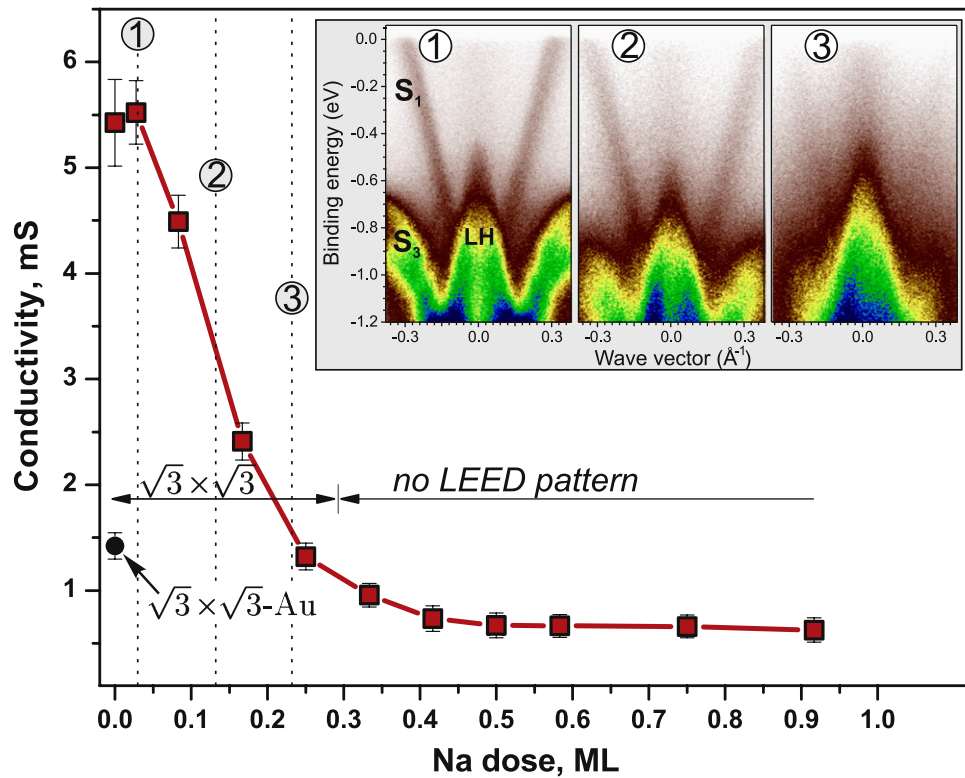 Conductivity, mS
6
5
4
3
2
1
1
2
3
√3×√3
no LEED pattern
√3×√3-Au
0.0 0.1 0.2 0.3 0.4 0.5 0.6 0.7 0.8 0.9 1.0
Na dose, ML
Binding energy (eV)
0.0
-0.2
-0.4
-0.6
-0.8
-1.0
-1.2
1 2 3
S1
S3
LH
-0.3 0.0 0.3 -0.3 0.0 0.3 -0.3 0.0 0.3
Wave vector (Å-1)